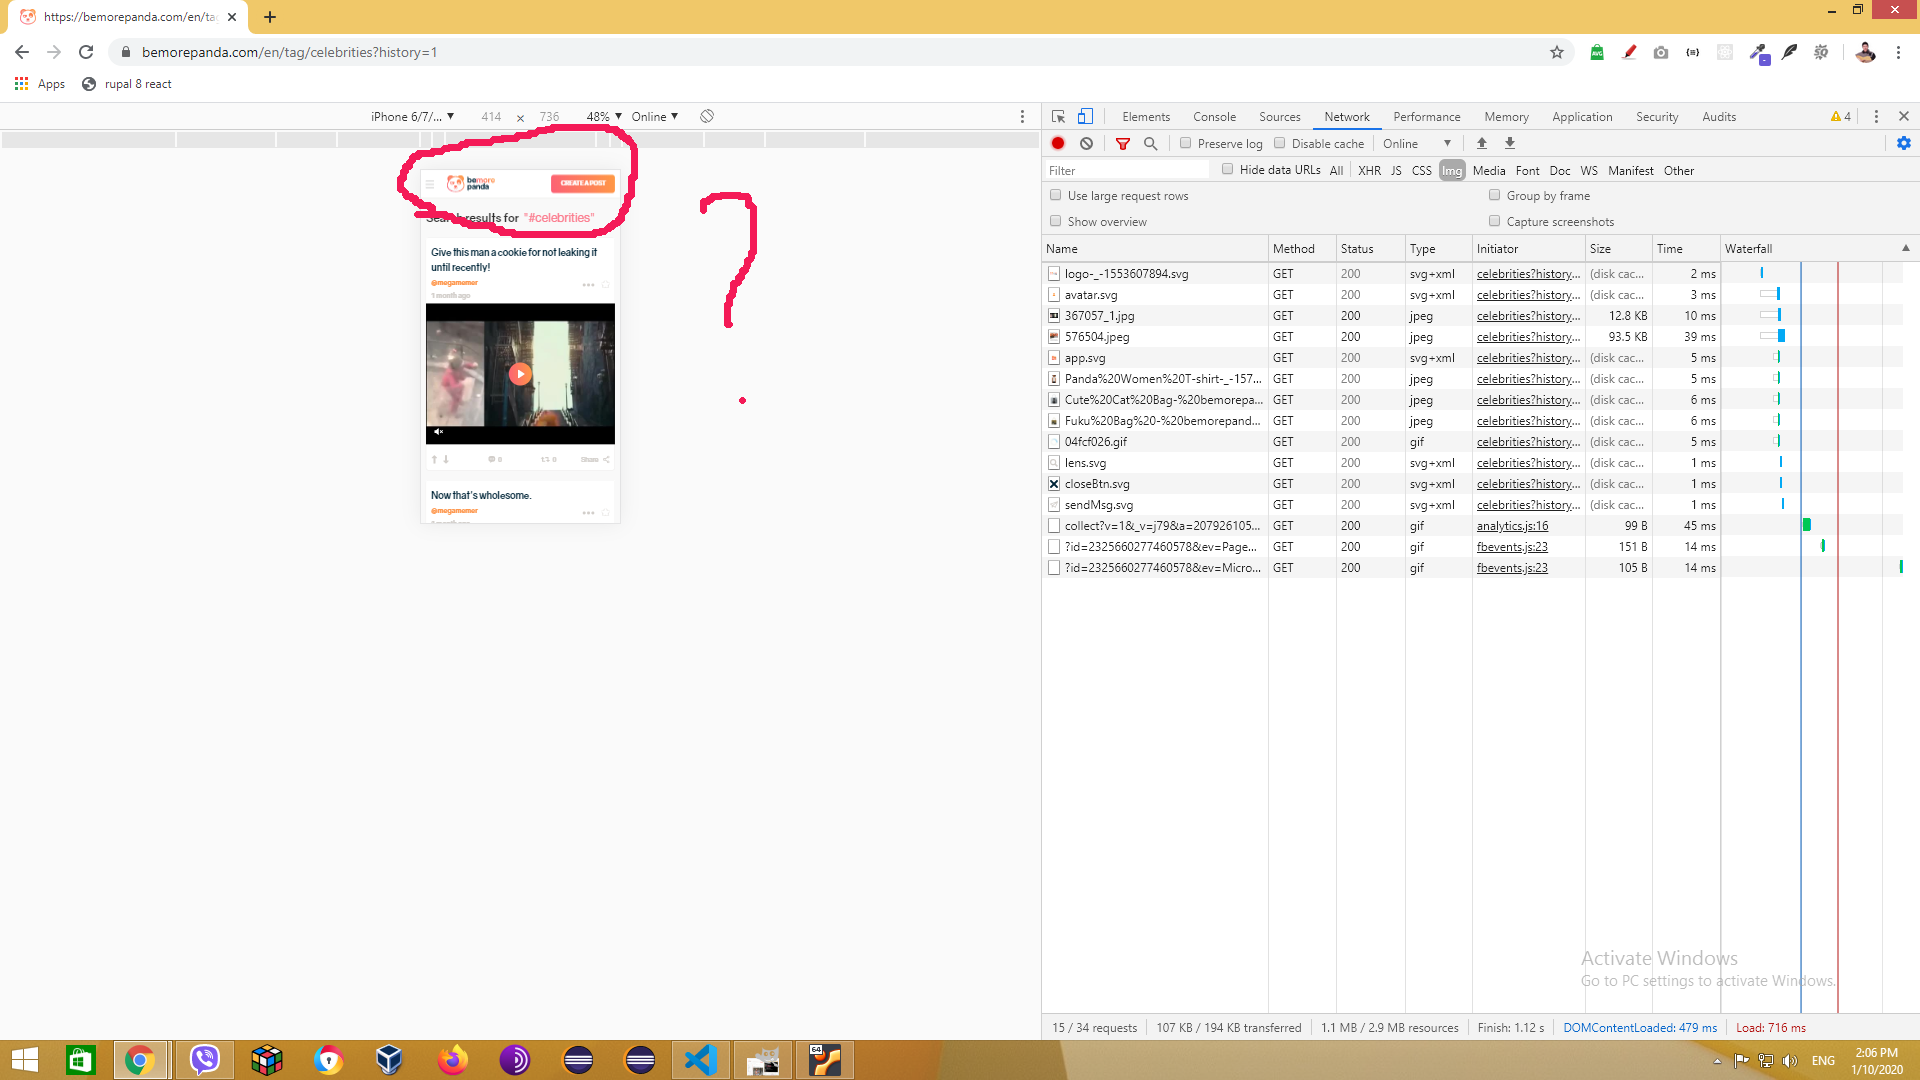 https://bemorepanda.com/en/ta
bemorepanda.com/en/tag/celebrities?history=1
Apps
rupal 8 react
iPhone 6/7/... ▼ 414 × 736 48% ▼ Online ▼
bemore
panda
CREATE A POST
Search results for "#celebrities"
Give this man a cookie for not leaking it
until recently!
@megamemer
1 month ago
0 0 Share
Now that's wholesome.
@megamemer
?
Elements Console Sources Network Performance Memory Application Security Audits 4
Preserve log Disable cache Online ▼
Filter Hide data URLs All XHR JS CSS Img Media Font Doc WS Manifest Other
Use large request rows Group by frame
Show overview Capture screenshots
Name Method Status Type Initiator Size Time Waterfall
logo-_-1553607894.svg GET 200 svg+xml celebrities?history... (disk cac... 2 ms
avatar.svg GET 200 svg+xml celebrities?history... (disk cac... 3 ms
367057_1.jpg GET 200 jpeg celebrities?history... 12.8 KB 10 ms
576504.jpeg GET 200 jpeg celebrities?history... 93.5 KB 39 ms
app.svg GET 200 svg+xml celebrities?history... (disk cac... 5 ms
Panda%20Women%20T-shirt-_-157... GET 200 jpeg celebrities?history... (disk cac... 5 ms
Cute%20Cat%20Bag-%20bemorepa... GET 200 jpeg celebrities?history... (disk cac... 6 ms
Fuku%20Bag%20-%20bemorepand... GET 200 jpeg celebrities?history... (disk cac... 6 ms
04fcf026.gif GET 200 gif celebrities?history... (disk cac... 5 ms
lens.svg GET 200 svg+xml celebrities?history... (disk cac... 1 ms
closeBtn.svg GET 200 svg+xml celebrities?history... (disk cac... 1 ms
sendMsg.svg GET 200 svg+xml celebrities?history... (disk cac... 1 ms
collect?v=1&_v=j79&a=207926105... GET 200 gif analytics.js:16 99 B 45 ms
?id=2325660277460578&ev=Page... GET 200 gif fbevents.js:23 151 B 14 ms
?id=2325660277460578&ev=Micro... GET 200 gif fbevents.js:23 105 B 14 ms
Activate Windows
Go to PC settings to activate Windows.
15 / 34 requests 107 KB / 194 KB transferred 1.1 MB / 2.9 MB resources Finish: 1.12 s DOMContentLoaded: 479 ms Load: 716 ms
64
ENG
2:06 PM
1/10/2020